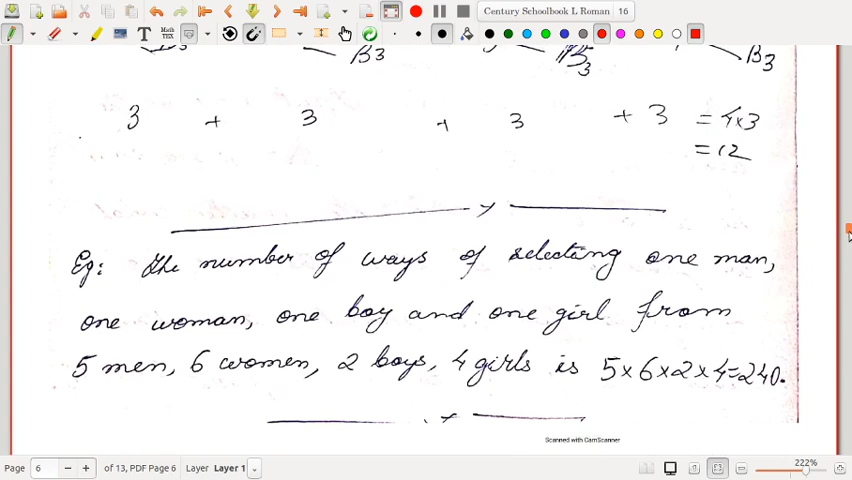 Century Schoolbook L Roman 16
B3 B3 B3
3 + 3 + 3 + 3 = 4×3
= 12
Eg: The number of ways of selecting one man,
one woman, one boy and one girl from
5 men, 6 women, 2 boys, 4 girls is 5×6×2×4=240.
Scanned with CamScanner
Page 6 of 13, PDF Page 6 Layer Layer 1 222%